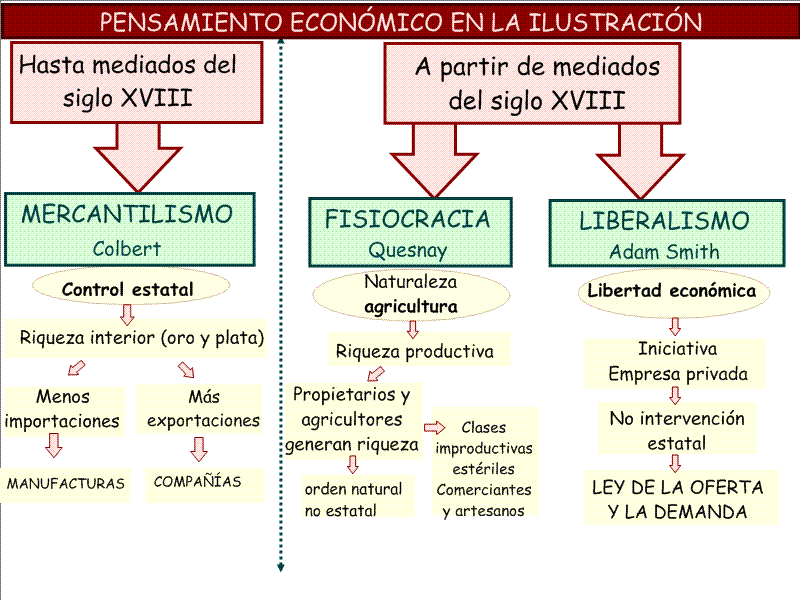 PENSAMIENTO ECONÓMICO EN LA ILUSTRACIÓN
Hasta mediados del
siglo XVIII
MERCANTILISMO
Colbert
Control estatal
Riqueza interior (oro y plata)
Menos
importaciones
MANUFACTURAS
Más
exportaciones
COMPAÑÍAS
A partir de mediados
del siglo XVIII
FISIOCRACIA
Quesnay
Naturaleza
agricultura
Riqueza productiva
Propietarios y
agricultores
generan riqueza
orden natural
no estatal
Clases
improductivas
estériles
Comerciantes
y artesanos
LIBERALISMO
Adam Smith
Libertad económica
Iniciativa
Empresa privada
No intervención
estatal
LEY DE LA OFERTA
Y LA DEMANDA